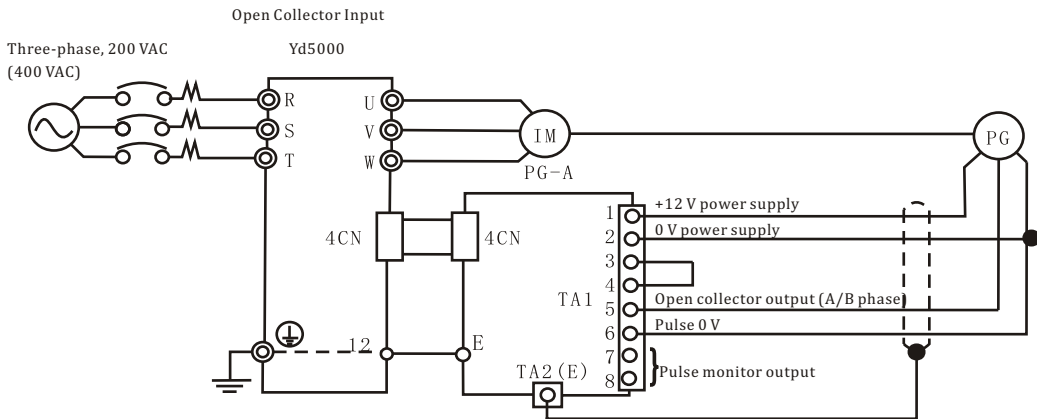 Open Collector Input
Three-phase, 200 VAC
(400 VAC)
Yd5000
R
S
T
U
V
W
IM
PG
PG-A
4CN
4CN
TA1
1
2
3
4
5
6
7
8
+12 V power supply
0 V power supply
Open collector output (A/B phase)
Pulse 0 V
Pulse monitor output
12
E
TA2 (E)